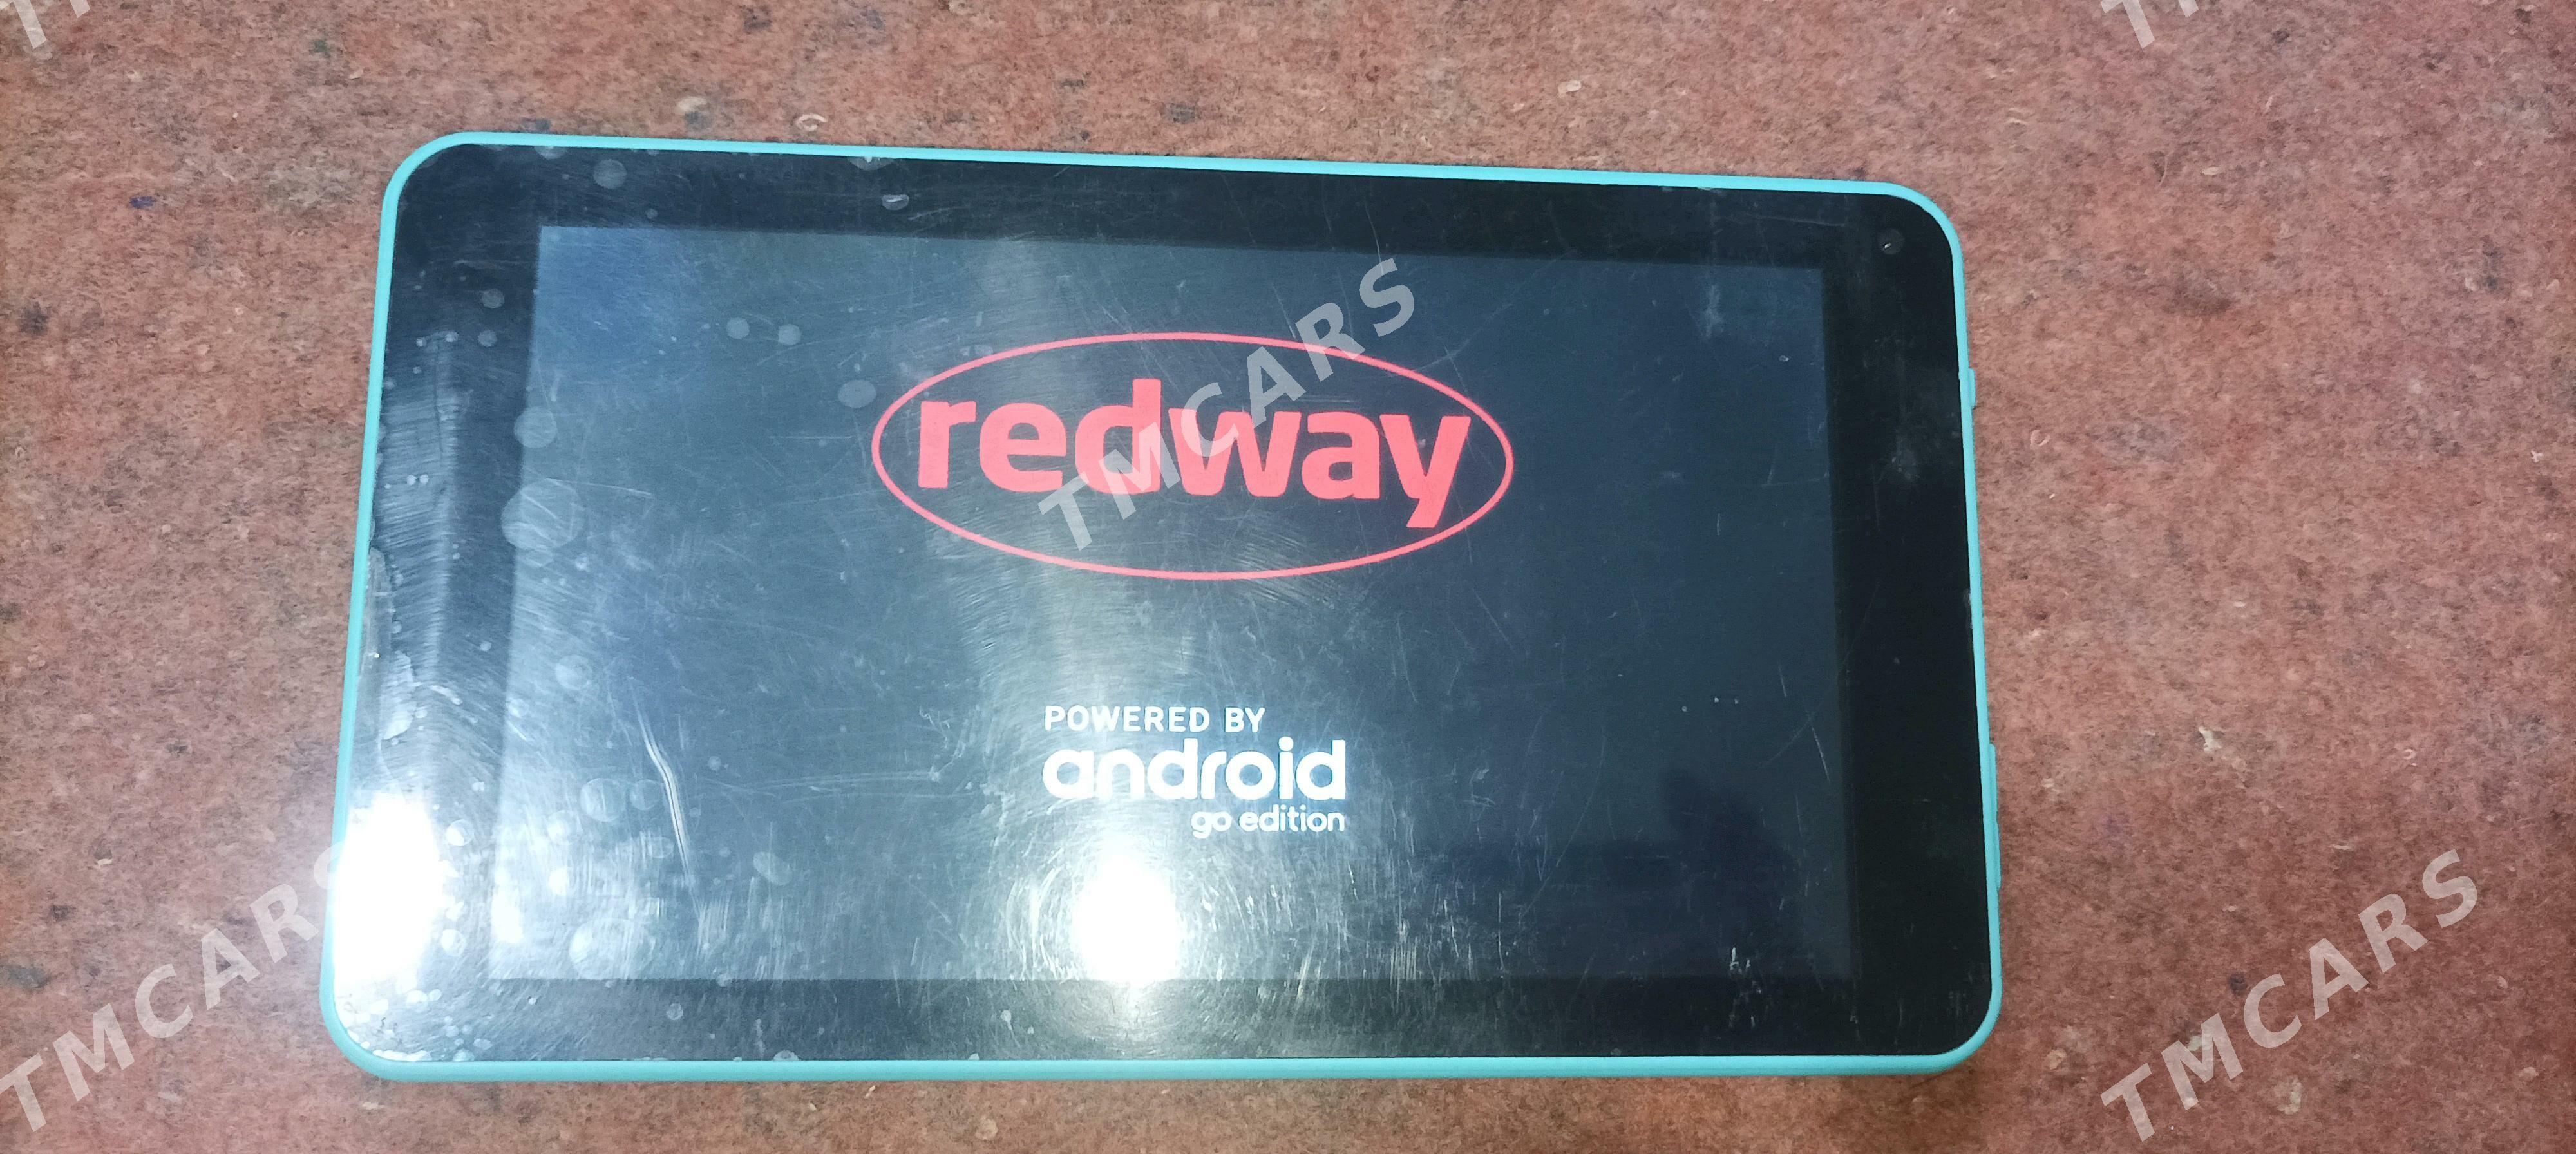 redway
TMCARS
POWERED BY
android
go edition
TMCARS
TMCARS